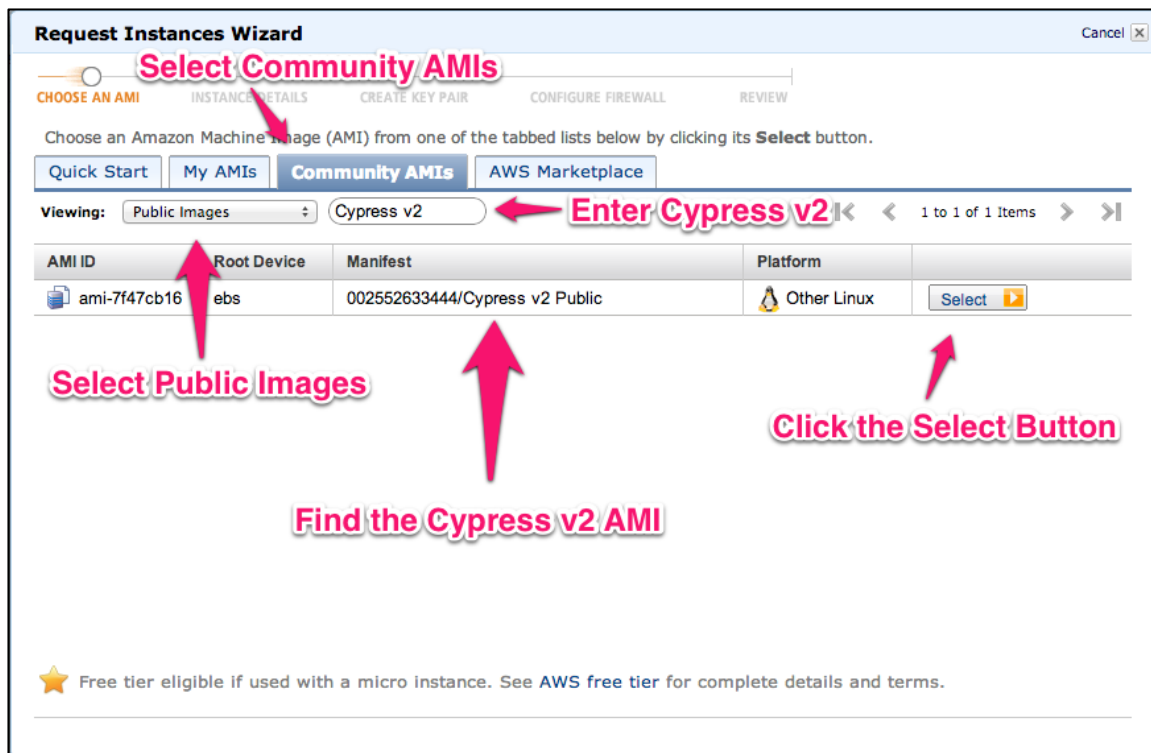 Request Instances Wizard
Cancel
Select Community AMIs
CHOOSE AN AMI INSTANCE DETAILS CREATE KEY PAIR CONFIGURE FIREWALL REVIEW
Choose an Amazon Machine Image (AMI) from one of the tabbed lists below by clicking its Select button.
Quick Start My AMIs Community AMIs AWS Marketplace
Viewing: Public Images Cypress v2 Enter Cypress v2 1 to 1 of 1 Items
AMI ID Root Device Manifest Platform
ami-7f47cb16 ebs 002552633444/Cypress v2 Public Other Linux Select
Select Public Images
Click the Select Button
Find the Cypress v2 AMI
Free tier eligible if used with a micro instance. See AWS free tier for complete details and terms.